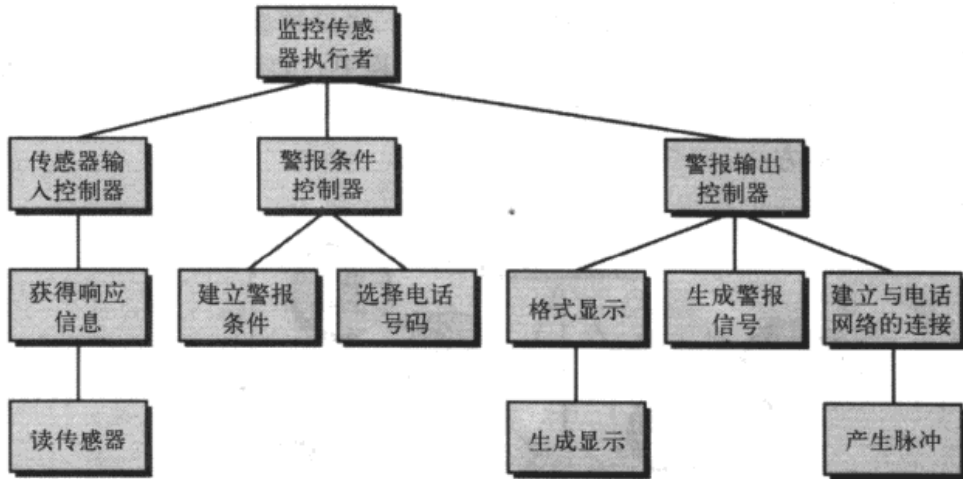 监控传感
器执行者
传感器输
入控制器
警报条件
控制器
警报输出
控制器
获得响应
信息
建立警报
条件
选择电话
号码
格式显示
生成警报
信号
建立与电话
网络的连接
读传感器
生成显示
产生脉冲